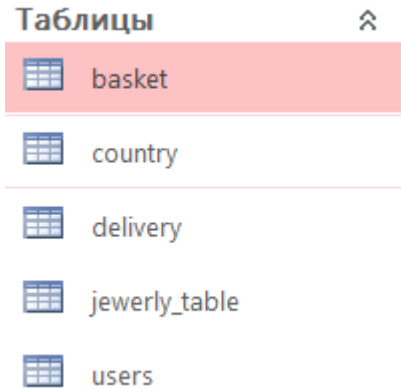 Таблицы
basket
country
delivery
jewerly_table
users